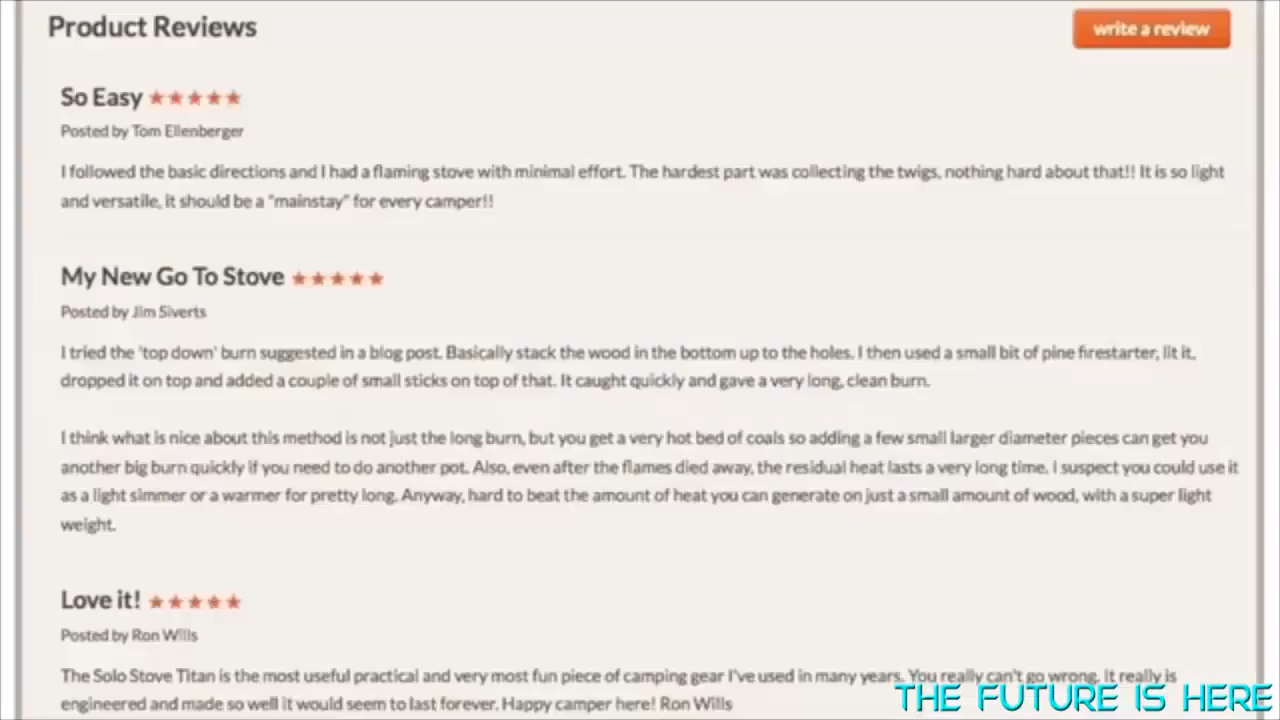 Product Reviews
write a review
So Easy
Posted by Tom Ellenberger
I followed the basic directions and I had a flaming stove with minimal effort. The hardest part was collecting the twigs, nothing hard about that!! It is so light
and versatile, it should be a "mainstay" for every camper!!
My New Go To Stove
Posted by Jim Siverts
I tried the 'top down' burn suggested in a blog post. Basically stack the wood in the bottom up to the holes. I then used a small bit of pine firestarter, lit it,
dropped it on top and added a couple of small sticks on top of that. It caught quickly and gave a very long, clean burn.
I think what is nice about this method is not just the long burn, but you get a very hot bed of coals so adding a few small larger diameter pieces can get you
another big burn quickly if you need to do another pot. Also, even after the flames died away, the residual heat lasts a very long time. I suspect you could use it
as a light simmer or a warmer for pretty long. Anyway, hard to beat the amount of heat you can generate on just a small amount of wood, with a super light
weight.
Love it!
Posted by Ron Wills
The Solo Stove Titan is the most useful practical and very most fun piece of camping gear I've used in many years. You really can't go wrong. It really is
engineered and made so well it would seem to last forever. Happy camper here! Ron Wills
THE FUTURE IS HERE